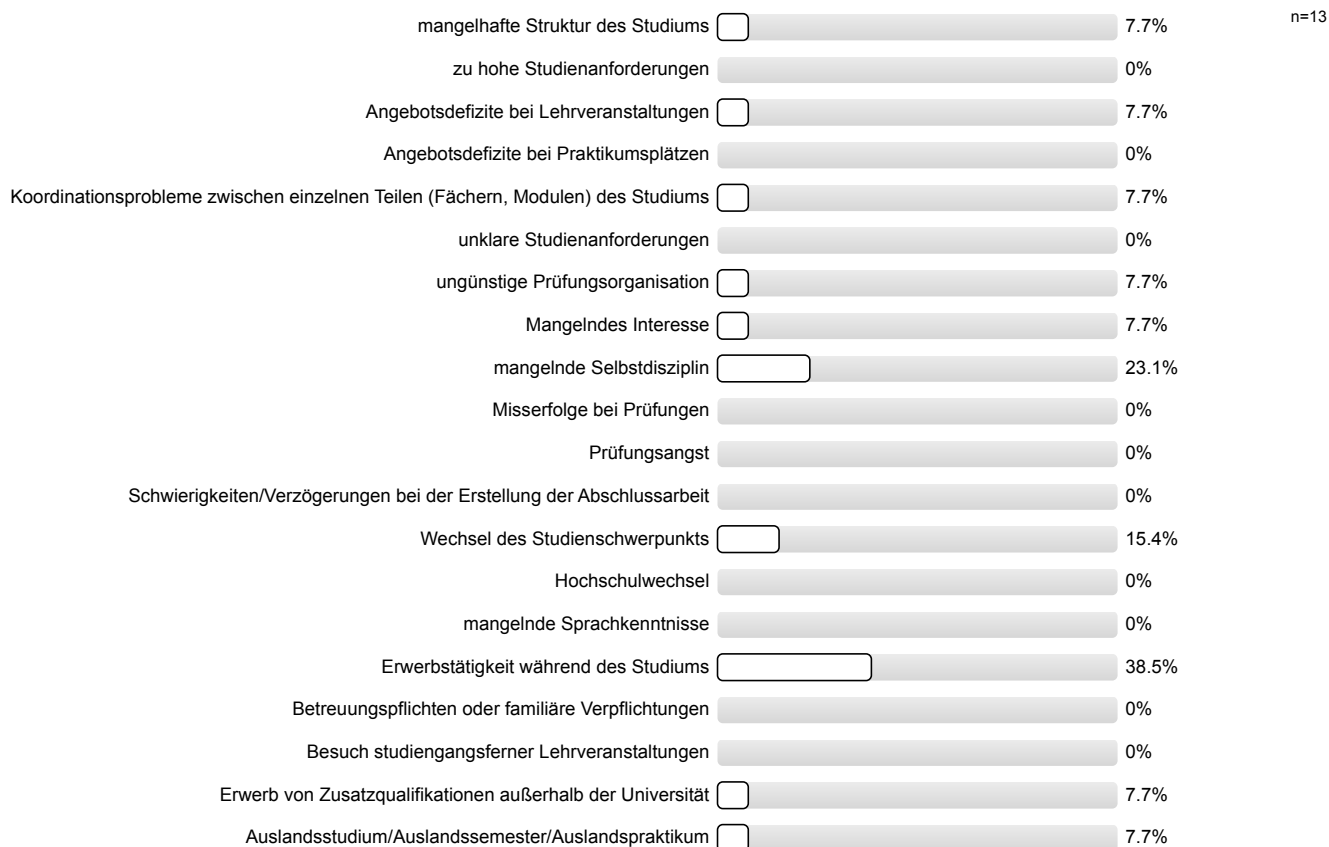 n=13
mangelhafte Struktur des Studiums 7.7%
zu hohe Studienanforderungen 0%
Angebotsdefizite bei Lehrveranstaltungen 7.7%
Angebotsdefizite bei Praktikumsplätzen 0%
Koordinationsprobleme zwischen einzelnen Teilen (Fächern, Modulen) des Studiums 7.7%
unklare Studienanforderungen 0%
ungünstige Prüfungsorganisation 7.7%
Mangelndes Interesse 7.7%
mangelnde Selbstdisziplin 23.1%
Misserfolge bei Prüfungen 0%
Prüfungsangst 0%
Schwierigkeiten/Verzögerungen bei der Erstellung der Abschlussarbeit 0%
Wechsel des Studienschwerpunkts 15.4%
Hochschulwechsel 0%
mangelnde Sprachkenntnisse 0%
Erwerbstätigkeit während des Studiums 38.5%
Betreuungspflichten oder familiäre Verpflichtungen 0%
Besuch studiengangsferner Lehrveranstaltungen 0%
Erwerb von Zusatzqualifikationen außerhalb der Universität 7.7%
Auslandsstudium/Auslandssemester/Auslandspraktikum 7.7%